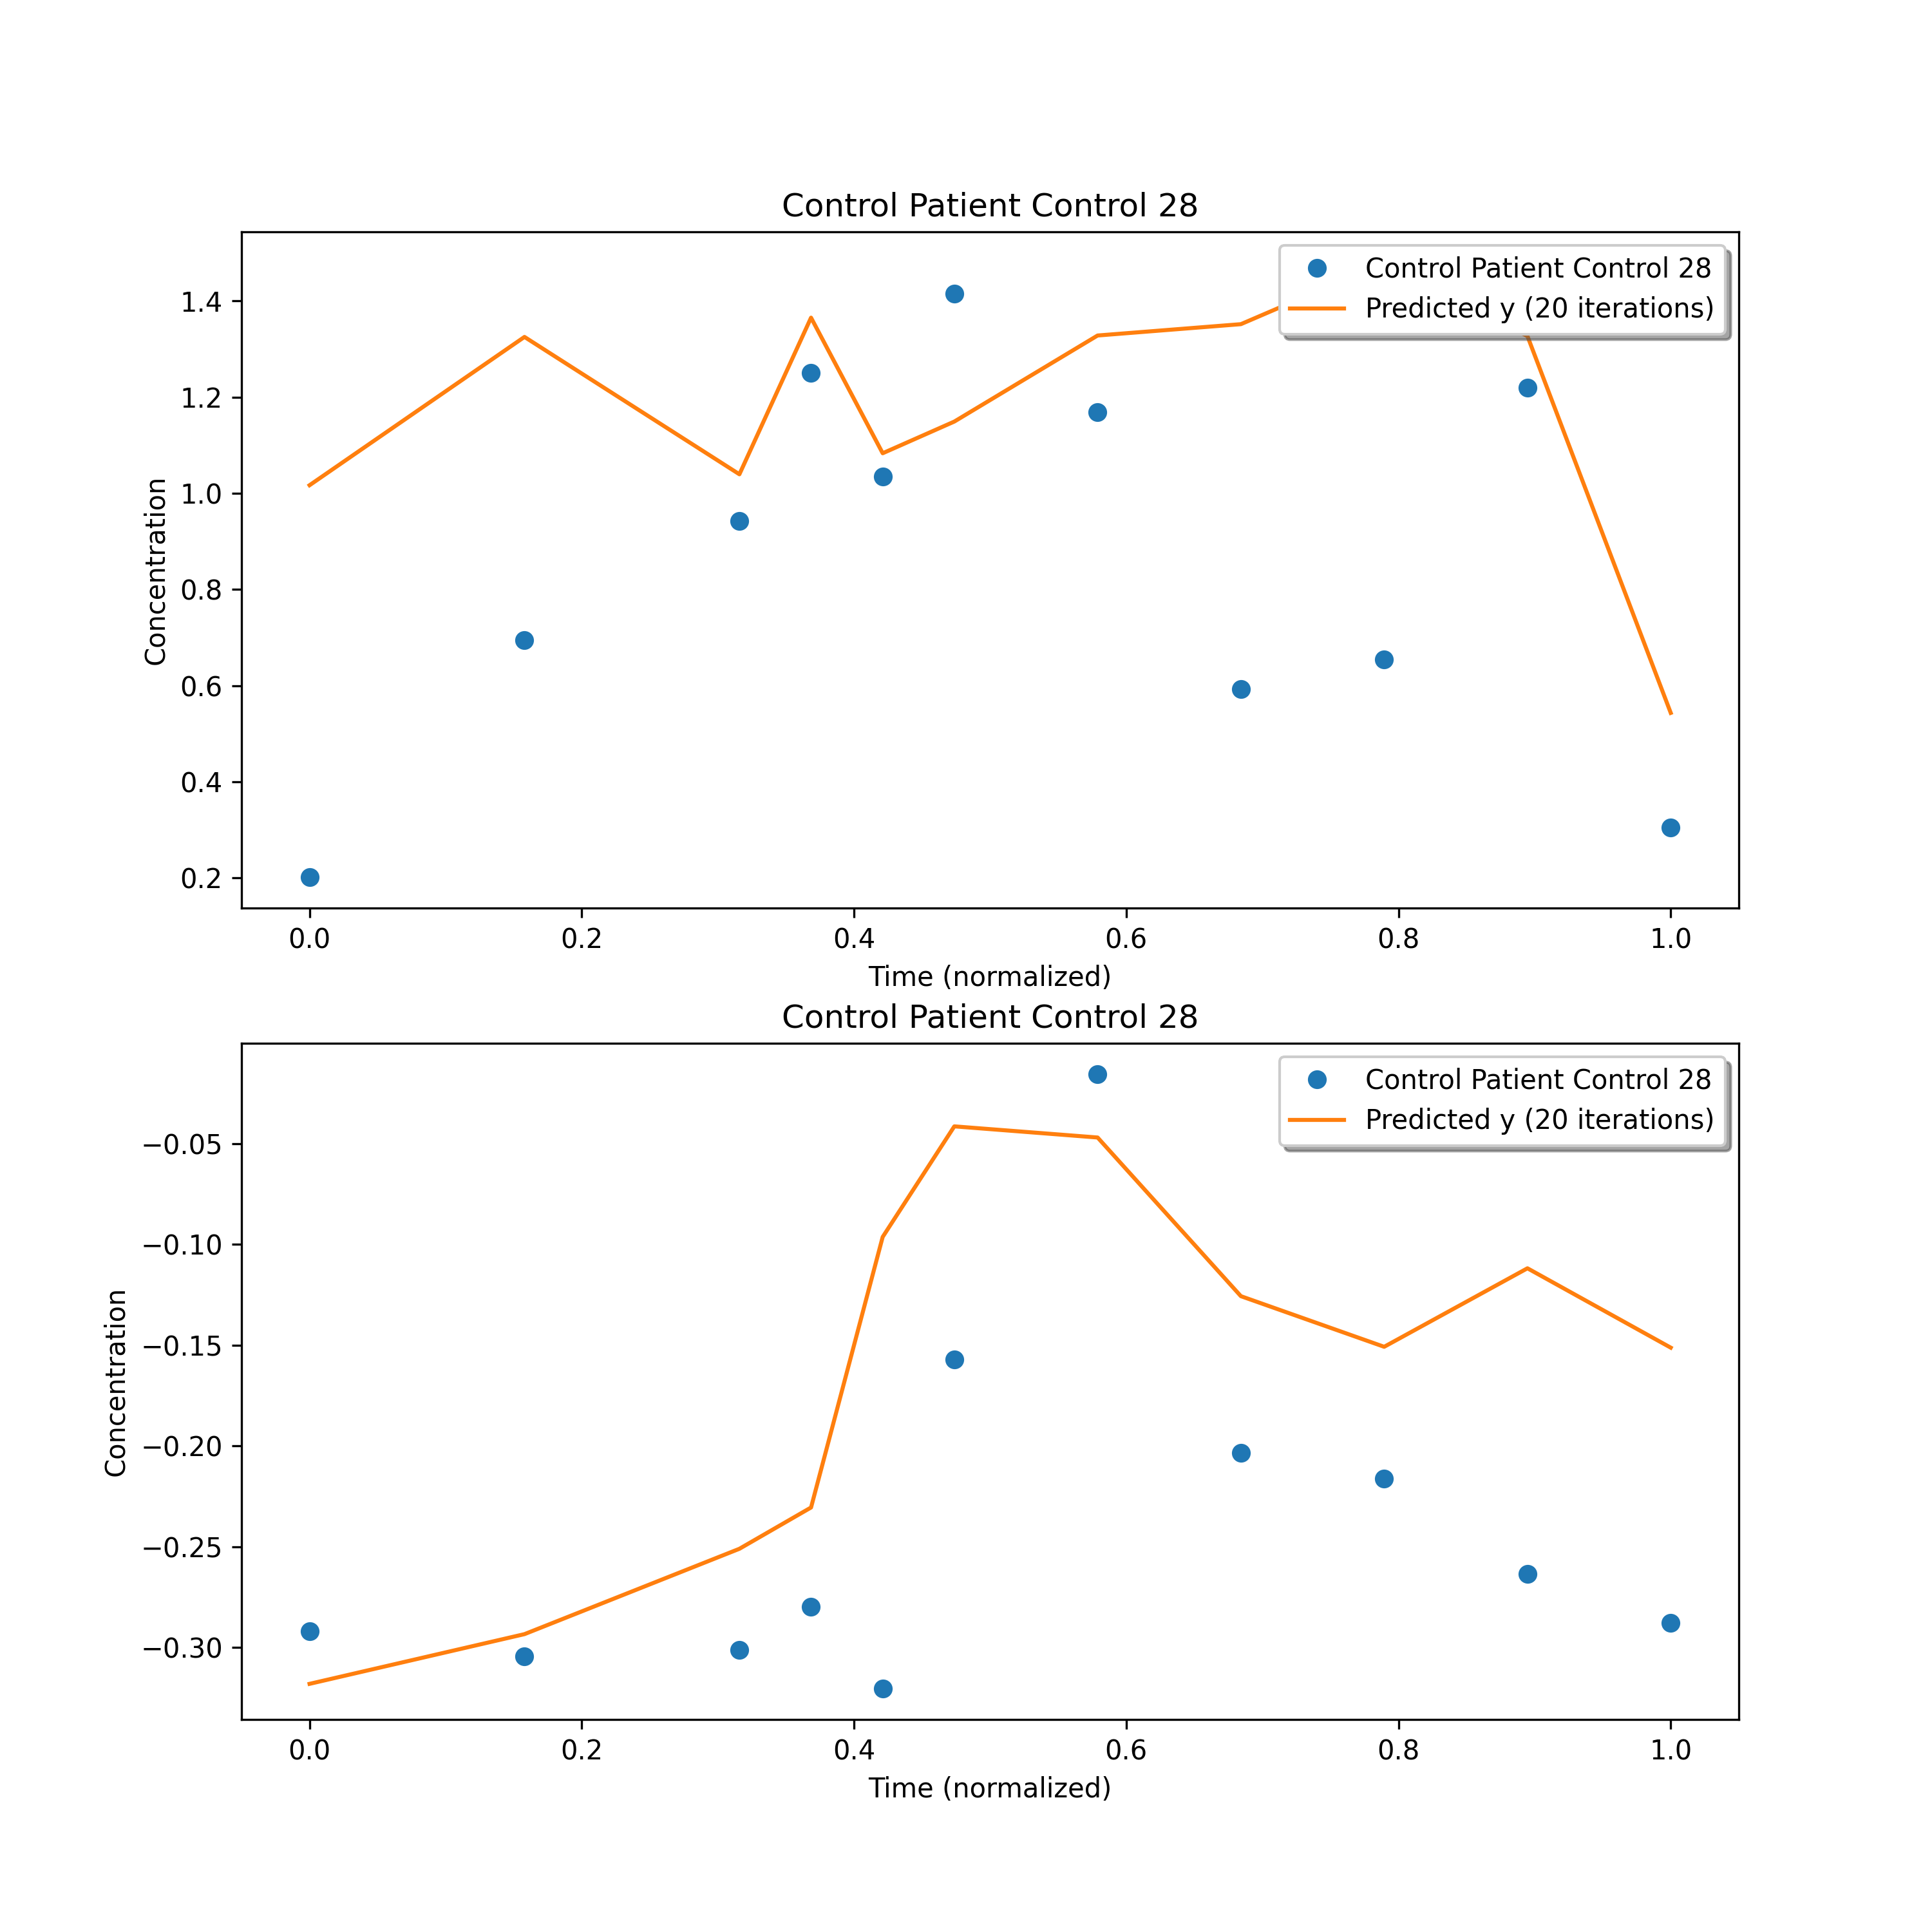 Control Patient Control 28
Control Patient Control 28
Predicted y (20 iterations)
1.4
1.2
1.0
0.8
0.6
0.4
0.2
Concentration
0.0 0.2 0.4 0.6 0.8 1.0
Time (normalized)
Control Patient Control 28
Control Patient Control 28
Predicted y (20 iterations)
−0.05
−0.10
−0.15
−0.20
−0.25
−0.30
Concentration
0.0 0.2 0.4 0.6 0.8 1.0
Time (normalized)